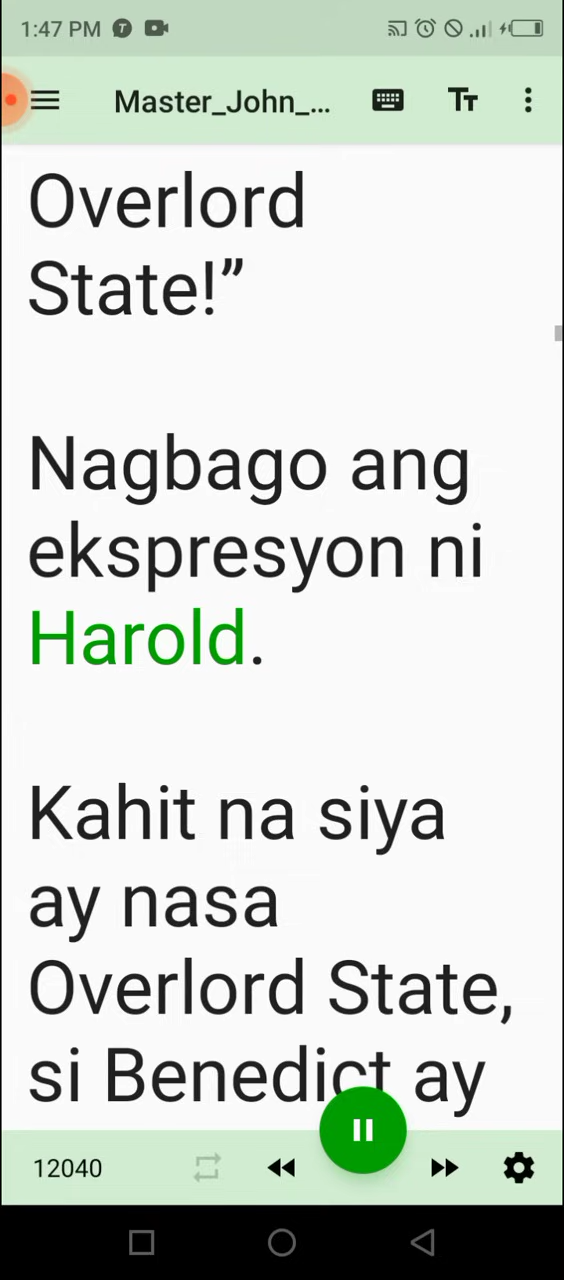 1:47 PM
Master_John_...
Tт
Overlord
State!”
Nagbago ang
ekspresyon ni
Harold.
Kahit na siya
ay nasa
Overlord State,
si Benedict ay
12040